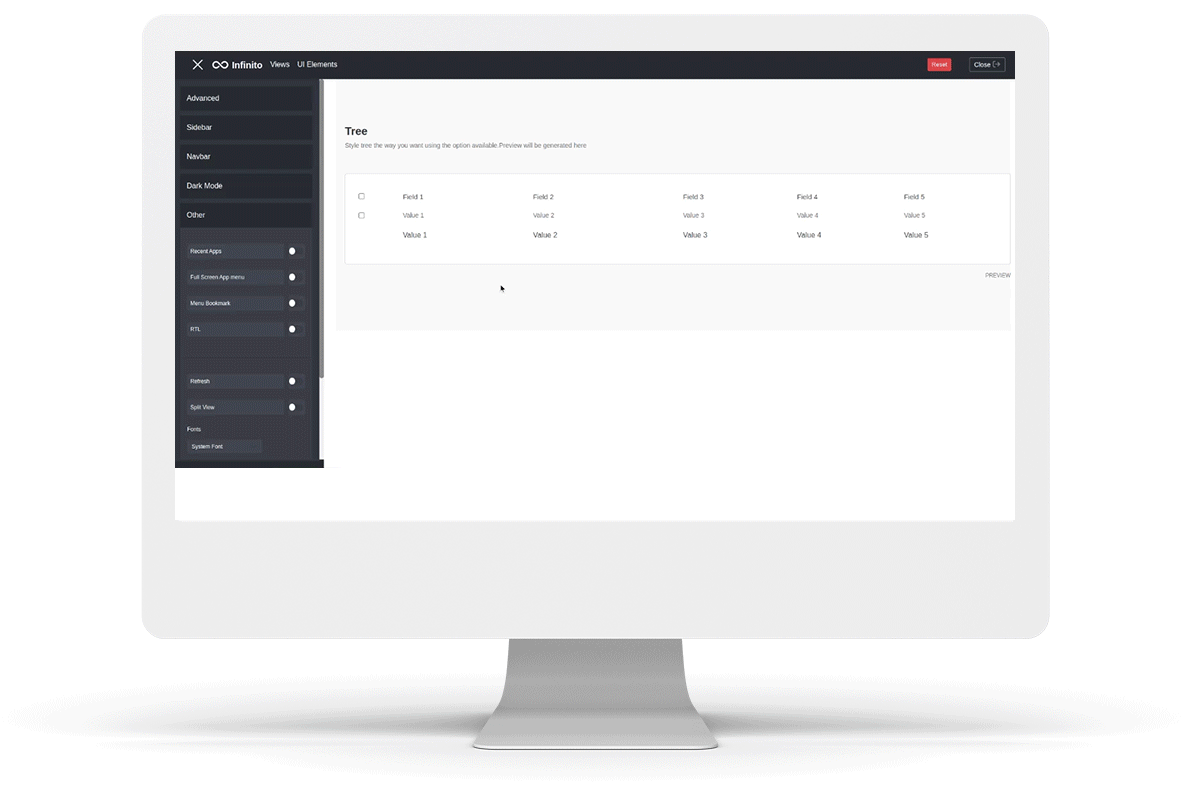 Infinito Views UI Elements Reset Close
Advanced
Sidebar
Navbar
Dark Mode
Other
Recent Apps
Full Screen App menu
Menu Bookmark
RTL
Refresh
Split View
Fonts
System Font
Tree
Style tree the way you want using the option available.Preview will be generated here
Field 1 Field 2 Field 3 Field 4 Field 5
Value 1 Value 2 Value 3 Value 4 Value 5
Value 1 Value 2 Value 3 Value 4 Value 5
PREVIEW